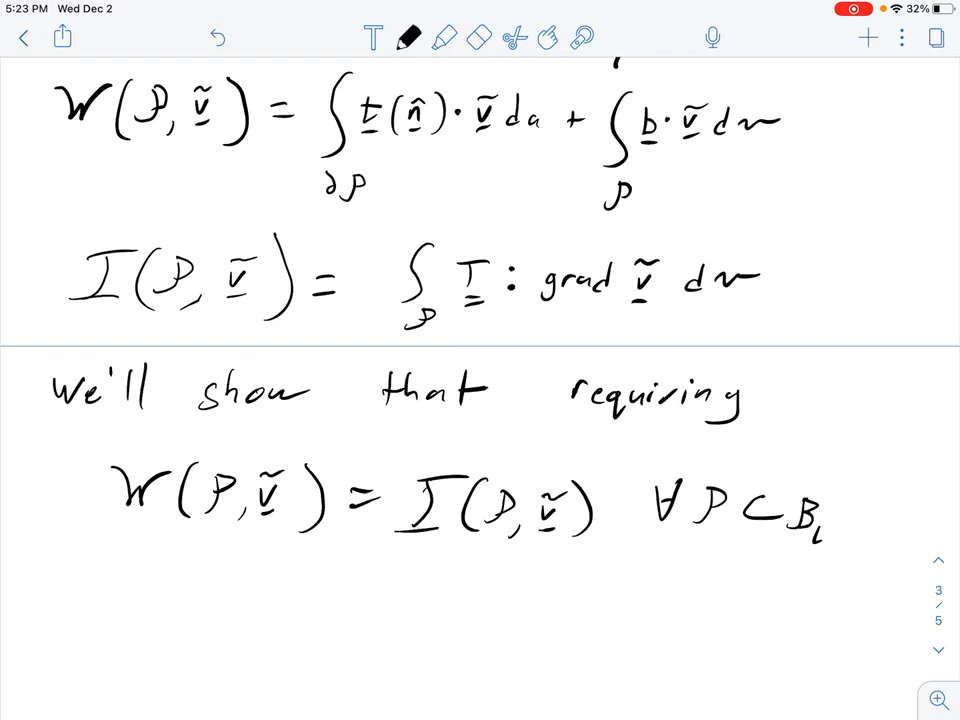 5:23 PM Wed Dec 2 32%
W(P, ṽ) = ∫_{∂P} t(n̂) · ṽ da + ∫_P b · ṽ dv
I(P, ṽ) = ∫_P T : grad ṽ dv
We'll show that requiring
W(P, ṽ) = I(P, ṽ) ∀ P ⊂ B_t
3
/
5